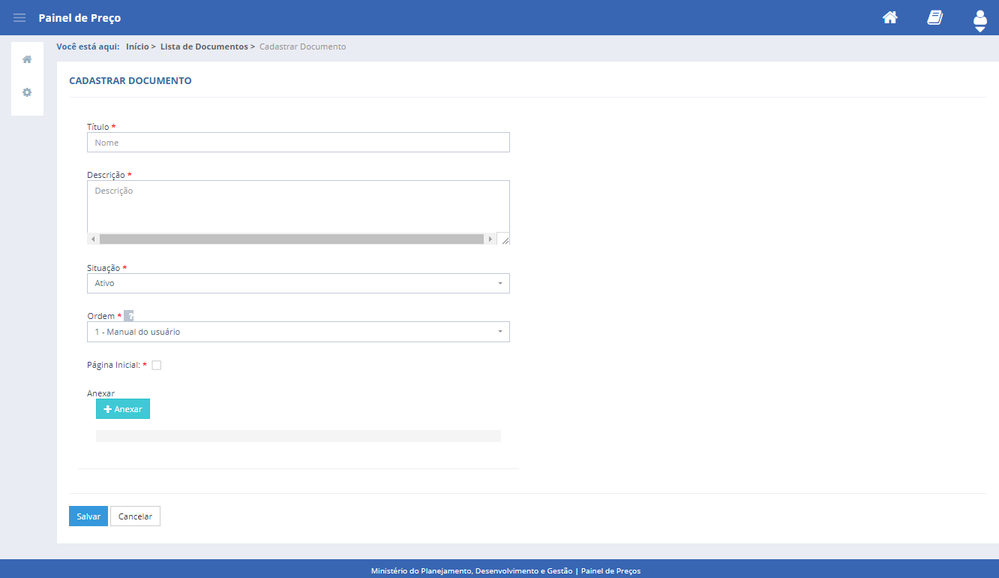 Painel de Preço
Você está aqui: Início > Lista de Documentos > Cadastrar Documento
CADASTRAR DOCUMENTO
Título *
Nome
Descrição *
Descrição
Situação *
Ativo
Ordem * ?
1 - Manual do usuário
Página Inicial: *
Anexar
+ Anexar
Salvar Cancelar
Ministério do Planejamento, Desenvolvimento e Gestão | Painel de Preços